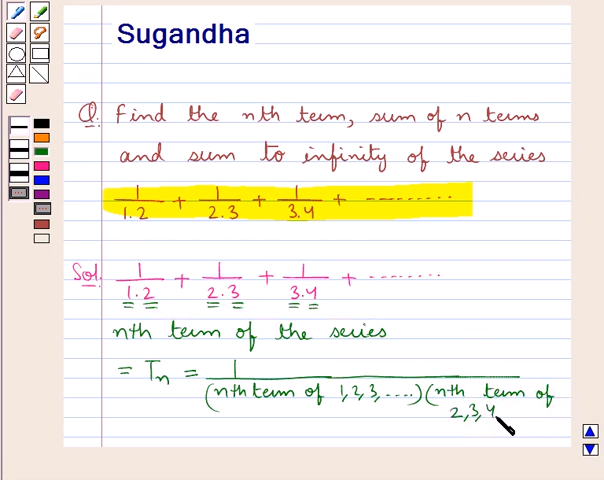 Sugandha
Q. Find the nth term, sum of n terms
and sum to infinity of the series
1/1.2 + 1/2.3 + 1/3.4 + ---------
Sol. 1/1.2 + 1/2.3 + 1/3.4 + --------
nth term of the series
= Tn = 1/(nth term of 1,2,3,....)(nth term of
2,3,4